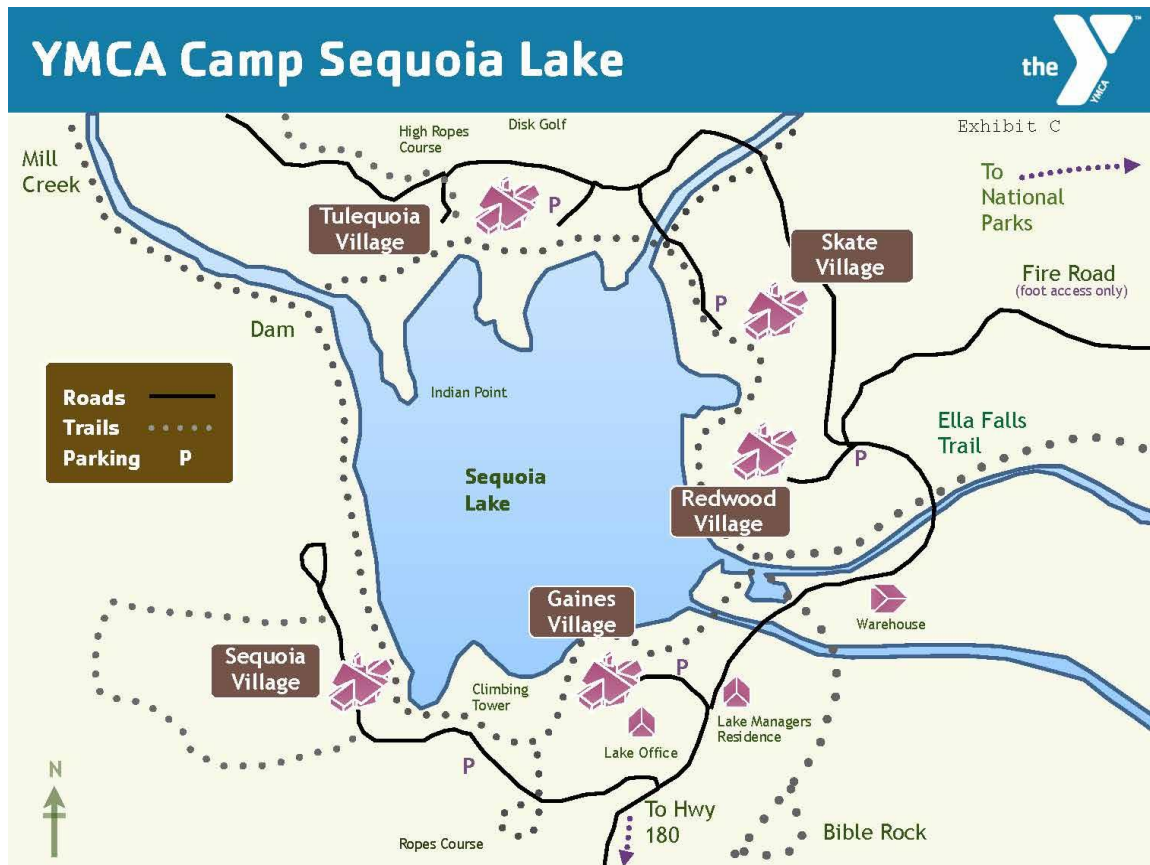 YMCA Camp Sequoia Lake
the
YMCA
Exhibit C
Mill
Creek
High Ropes
Course
Disk Golf
To
National
Parks
Tulequoia
Village
P
Skate
Village
Fire Road
(foot access only)
P
Dam
Roads
Trails
Parking P
Indian Point
Ella Falls
Trail
Sequoia
Lake
P
Redwood
Village
Gaines
Village
Warehouse
Sequoia
Village
Climbing
Tower
P
Lake Managers
Residence
Lake Office
P
N
To Hwy
180
Ropes Course
Bible Rock